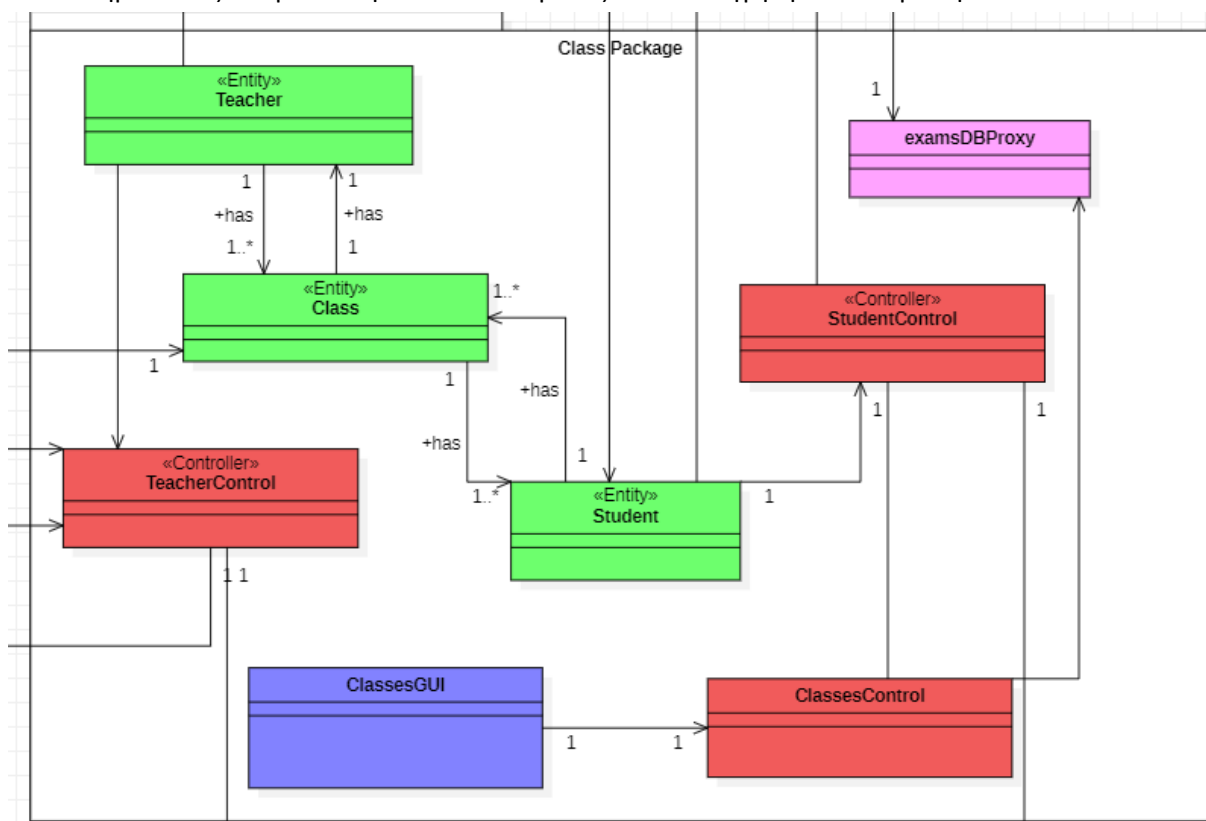 Class Package
«Entity»
Teacher
1
examsDBProxy
1
1
+has
+has
1..*
1
«Entity»
Class
1..*
«Controller»
StudentControl
1
1
+has
1
1
+has
1
«Controller»
TeacherControl
1..*
1
«Entity»
Student
1 1
ClassesGUI
ClassesControl
1
1